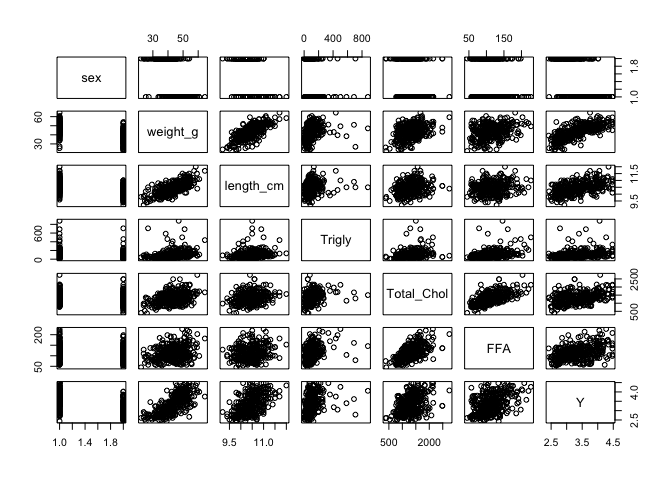 30 50
0 400 800
50 150
sex
1.0 1.8
30 60
weight_g
length_cm
9.5 11.5
0 600
Trigly
Total_Chol
500 2500
50 200
FFA
Y
2.5 4.0
1.0 1.4 1.8
9.5 11.0
500 2000
2.5 3.5 4.5